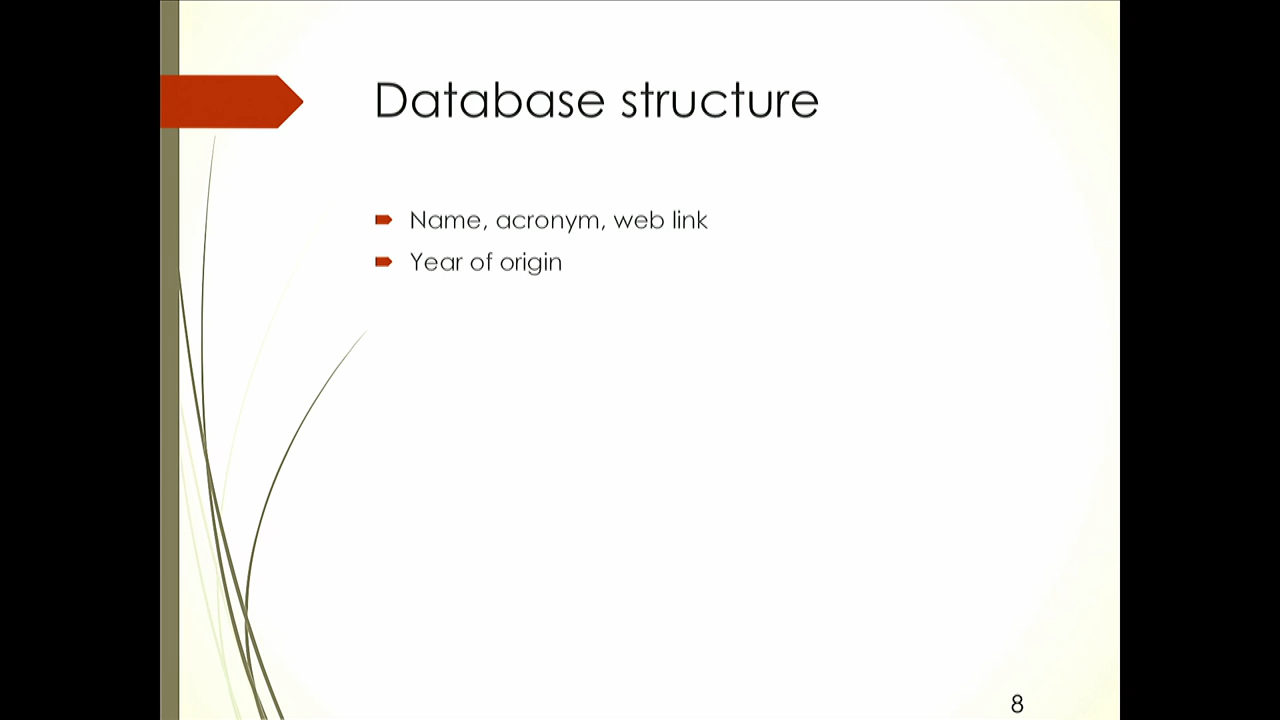 Database structure
Name, acronym, web link
Year of origin
8